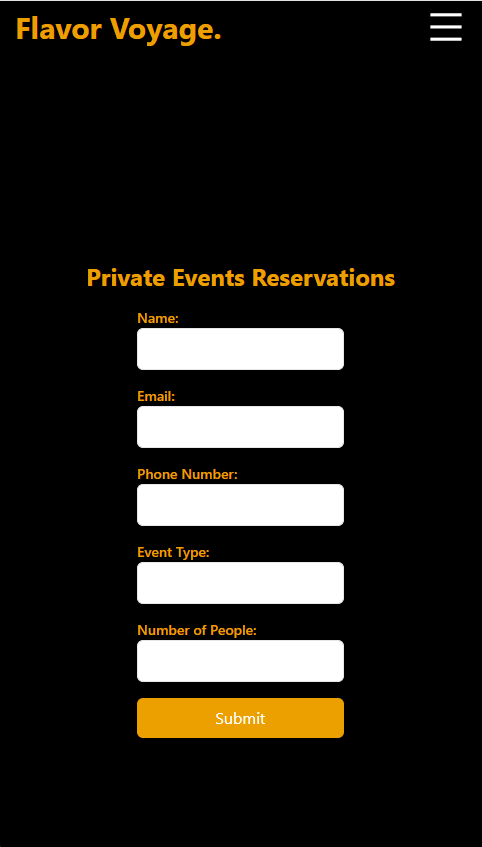 Flavor Voyage.
Private Events Reservations
Name:
Email:
Phone Number:
Event Type:
Number of People:
Submit